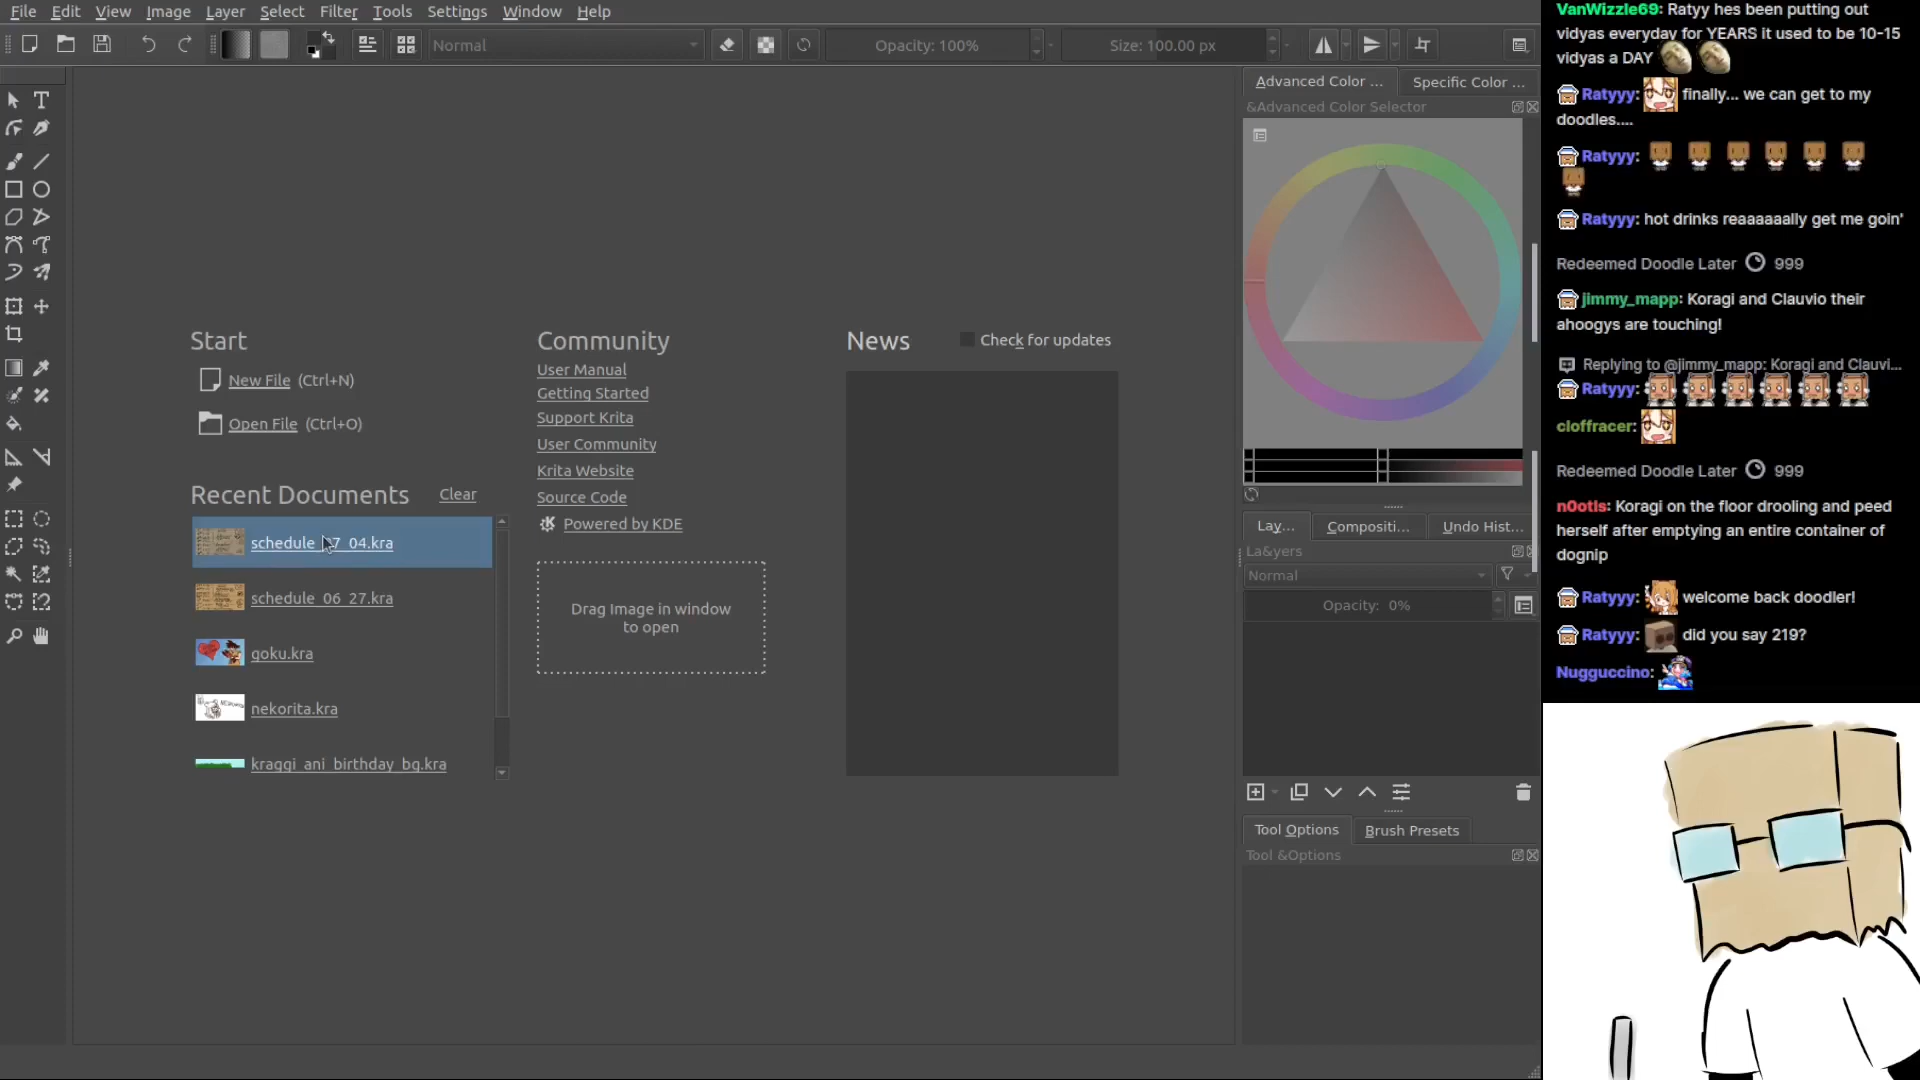 File Edit View Image Layer Select Filter Tools Settings Window Help
Normal
Opacity: 100%
Size: 100.00 px
Advanced Color ...
Specific Color ...
&Advanced Color Selector
Start
New File (Ctrl+N)
Open File (Ctrl+O)
Recent Documents
Clear
schedule
7 04.kra
schedule 06 27.kra
goku.kra
nekorita.kra
kraggi ani birthday bg.kra
Community
User Manual
Getting Started
Support Krita
User Community
Krita Website
Source Code
Powered by KDE
Drag Image in window
to open
News
Check for updates
Lay...
Compositi...
Undo Hist...
La&yers
Normal
Opacity: 0%
Tool Options
Brush Presets
Tool &Options
VanWizzle69: Ratyy hes been putting out
vidyas everyday for YEARS it used to be 10-15
vidyas a DAY
Ratyyy: finally... we can get to my
doodles....
Ratyyy:
Ratyyy: hot drinks reaaaaaally get me goin'
Redeemed Doodle Later 999
jimmy_mapp: Koragi and Clauvio their
ahoogys are touching!
Replying to @jimmy_mapp: Koragi and Clauvi...
Ratyyy:
cloffracer:
Redeemed Doodle Later 999
n0otls: Koragi on the floor drooling and peed
herself after emptying an entire container of
dognip
Ratyyy: welcome back doodler!
Ratyyy: did you say 219?
Nugguccino: